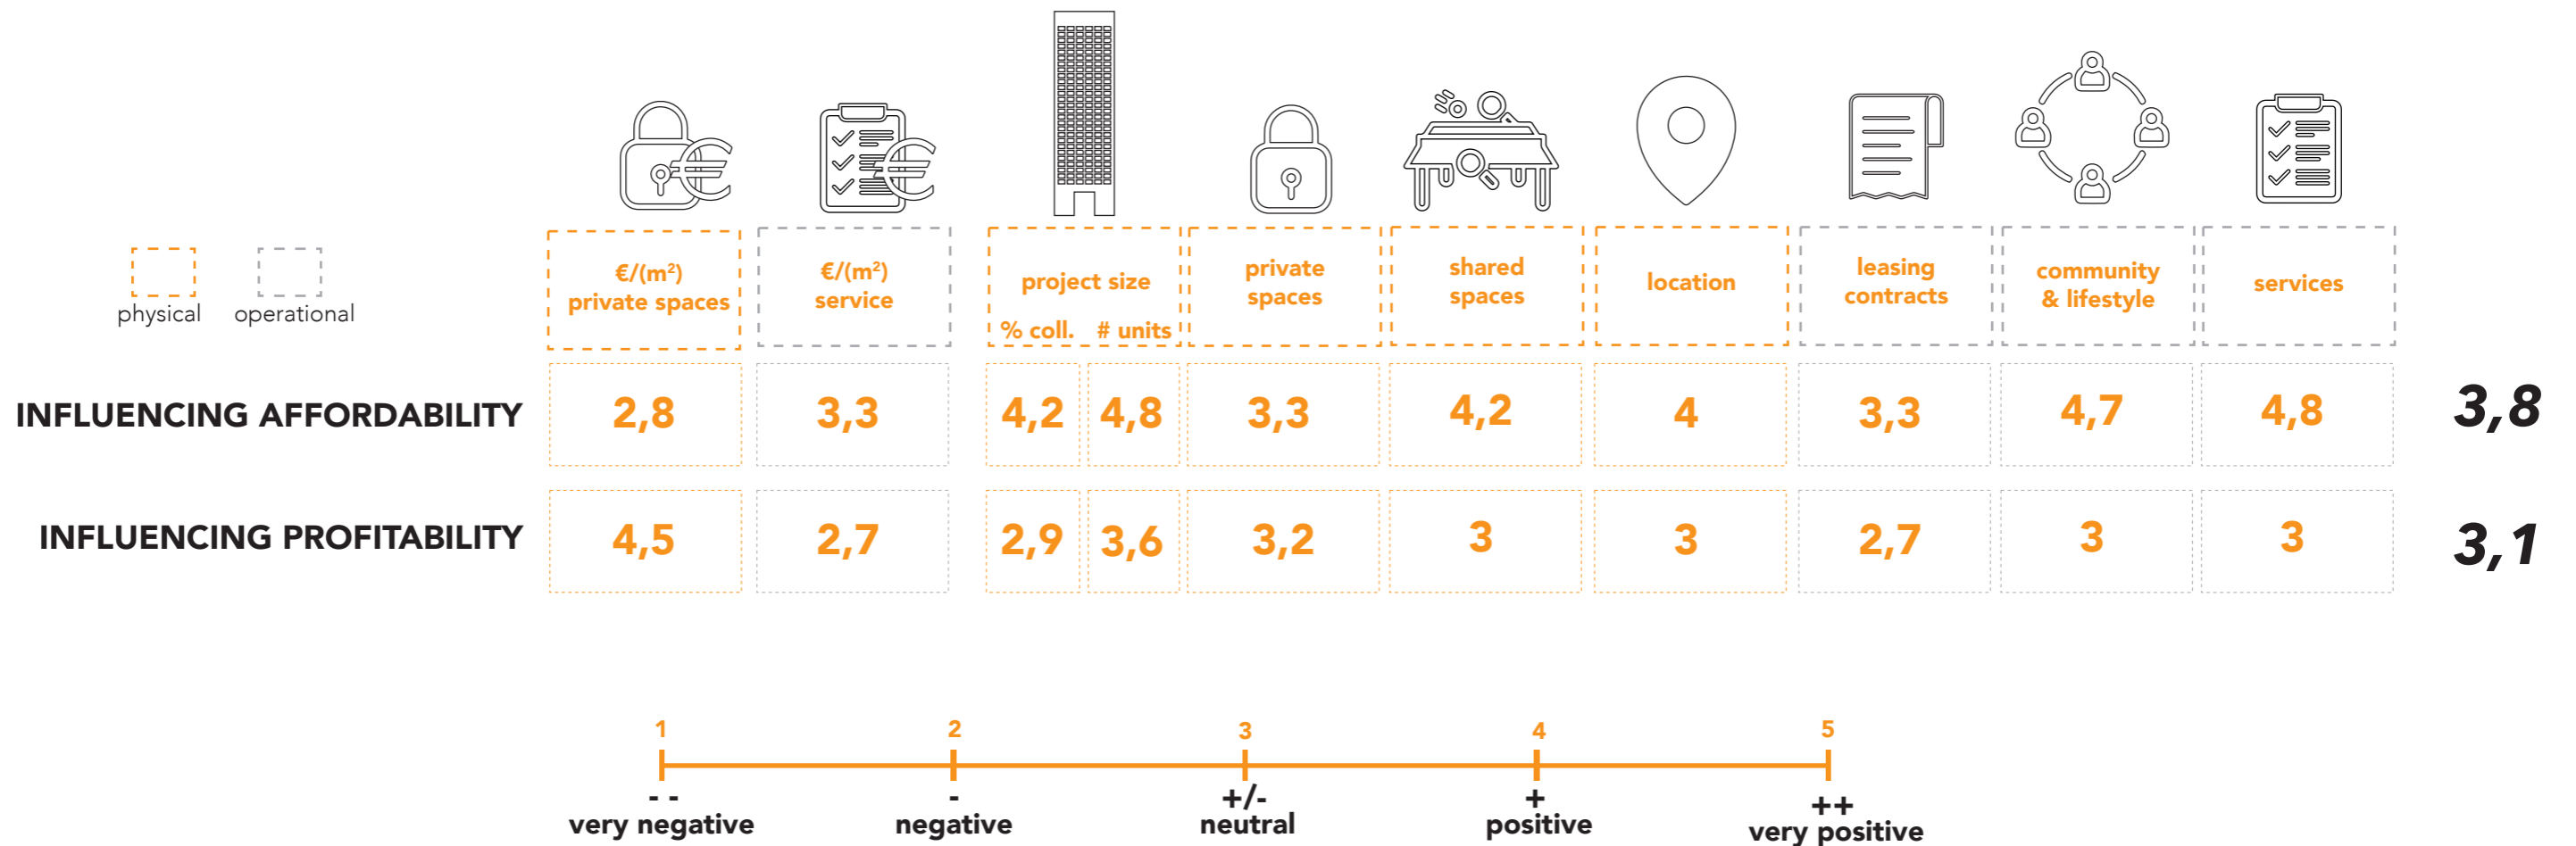 physical
operational
€/(m²)
private spaces
€/(m²)
service
project size
% coll. # units
private
spaces
shared
spaces
location
leasing
contracts
community
& lifestyle
services
INFLUENCING AFFORDABILITY
2,8
3,3
4,2
4,8
3,3
4,2
4
3,3
4,7
4,8
3,8
INFLUENCING PROFITABILITY
4,5
2,7
2,9
3,6
3,2
3
3
2,7
3
3
3,1
1
2
3
4
5
- -
very negative
-
negative
+/-
neutral
+
positive
++
very positive